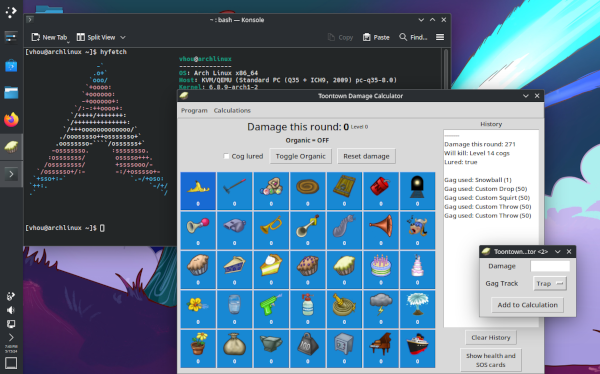 ~ : bash — Konsole
New Tab
Split View
Copy
Paste
Find...
[vhou@archlinux ~]$ hyfetch
vhou@archlinux
OS: Arch Linux x86_64
Host: KVM/QEMU (Standard PC (Q35 + ICH9, 2009) pc-q35-8.0)
Kernel: 6.8.9-arch1-2
[vhou@archlinux ~]$
Toontown Damage Calculator
Program
Calculations
Damage this round: 0 Level 0
Organic = OFF
Cog lured
Toggle Organic
Reset damage
0 0 0 0 0 0 0
0 0 0 0 0 0 0
0 0 0 0 0 0 0
0 0 0 0 0 0 0
0 0 0 0 0 0 0
History
-------
Damage this round: 271
Will kill: Level 14 cogs
Lured: true
Gag used: Snowball (1)
Gag used: Custom Drop (50)
Gag used: Custom Squirt (50)
Gag used: Custom Throw (50)
Gag used: Custom Throw (50)
Clear History
Show health and
SOS cards
Toontown...tor <2>
Damage
Gag Track
Trap
Add to Calculation